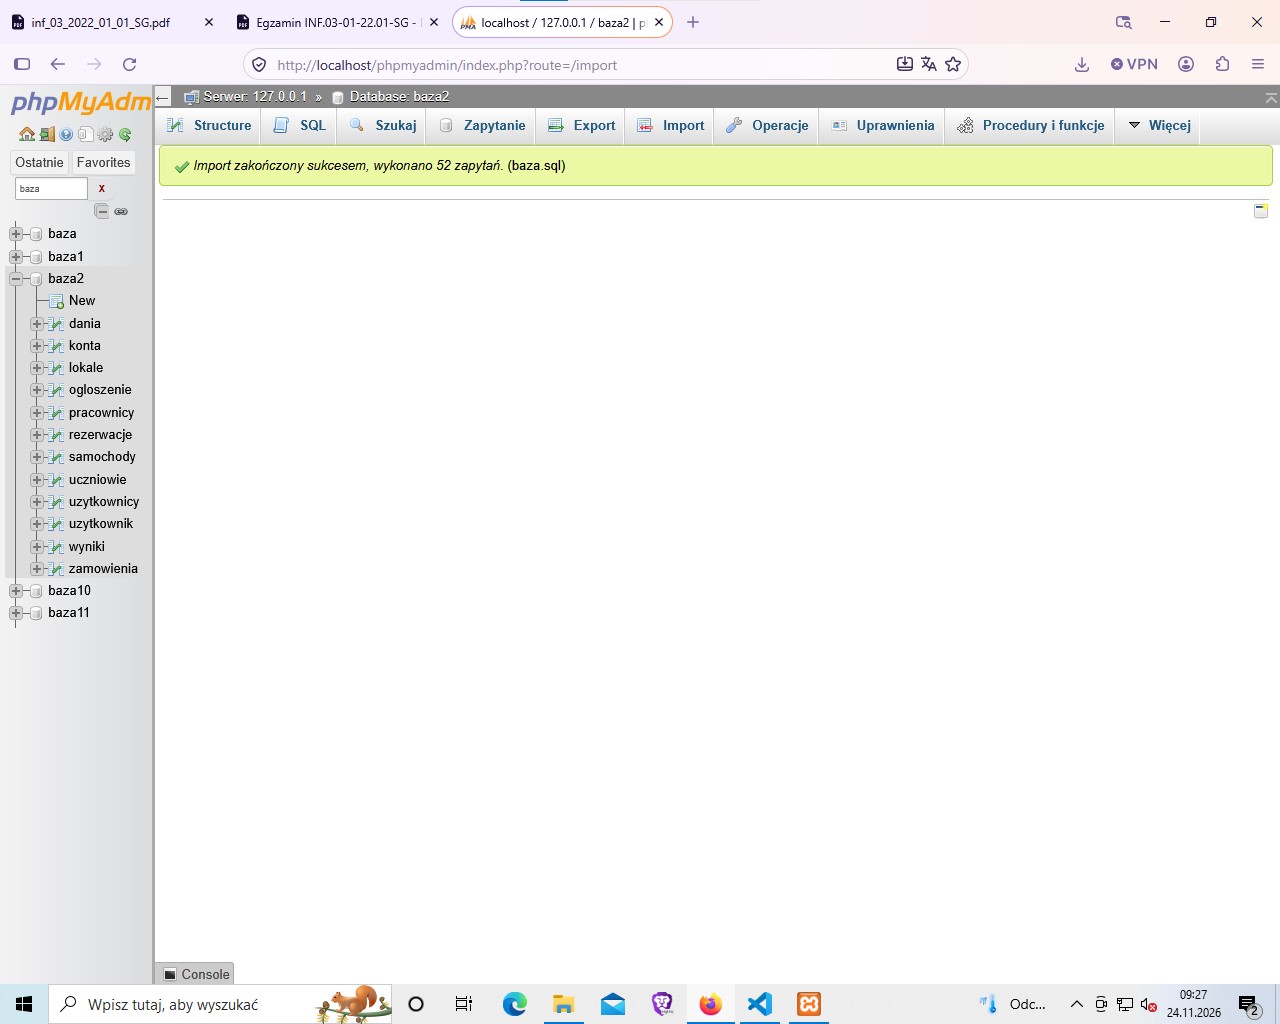 inf_03_2022_01_01_SG.pdf
Egzamin INF.03-01-22.01-SG -
localhost / 127.0.0.1 / baza2 | p
http://localhost/phpmyadmin/index.php?route=/import
VPN
phpMyAdm
Serwer: 127.0.0.1 » Database: baza2
Structure SQL Szukaj Zapytanie Export Import Operacje Uprawnienia Procedury i funkcje Więcej
Ostatnie Favorites
baza X
Import zakończony sukcesem, wykonano 52 zapytań. (baza.sql)
baza
baza1
baza2
New
dania
konta
lokale
ogloszenie
pracownicy
rezerwacje
samochody
uczniowie
uzytkownicy
uzytkownik
wyniki
zamowienia
baza10
baza11
Console
Wpisz tutaj, aby wyszukać
Odc...
09:27
24.11.2026
2